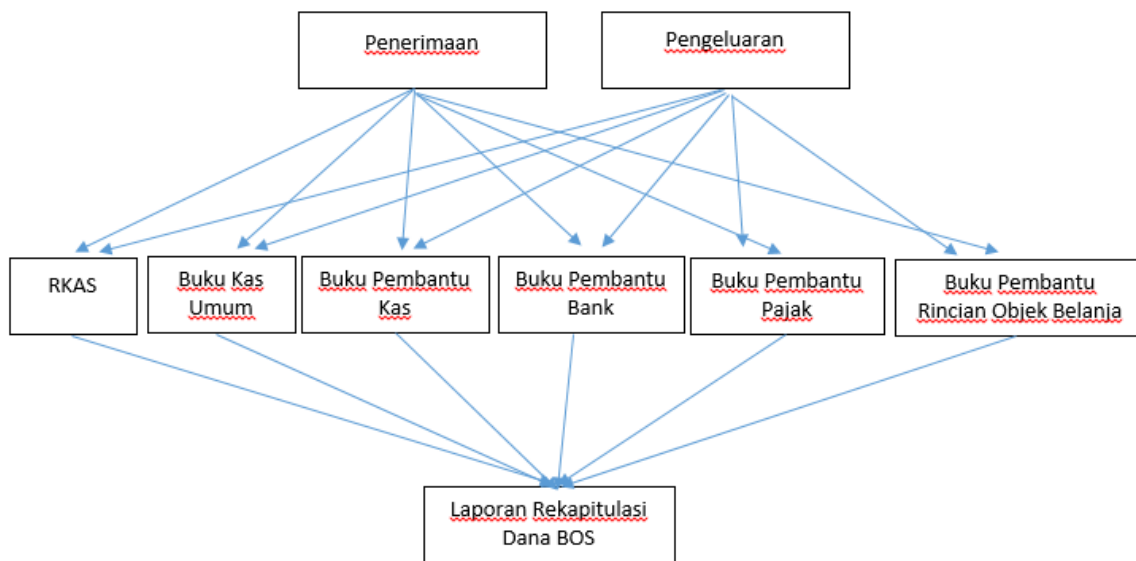 Penerimaan
Pengeluaran
RKAS
Buku Kas
Umum
Buku Pembantu
Kas
Buku Pembantu
Bank
Buku Pembantu
Pajak
Buku Pembantu
Rincian Objek Belanja
Laporan Rekapitulasi
Dana BOS